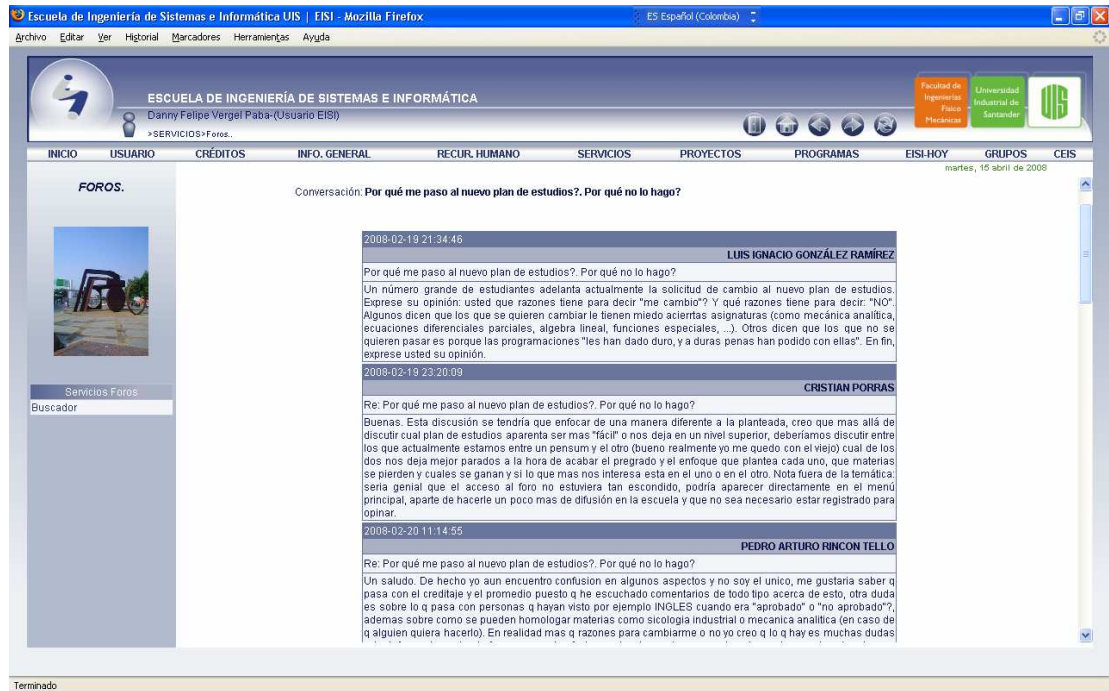 Escuela de Ingeniería de Sistemas e Informática UIS | EISI - Mozilla Firefox
ES Español (Colombia)
Archivo Editar Ver Historial Marcadores Herramientas Ayuda
ESCUELA DE INGENIERÍA DE SISTEMAS E INFORMÁTICA
Danny Felipe Vergel Paba-(Usuario EISI)
>SERVICIOS>Foros..
Facultad de
Ingenierías
Físico
Mecánicas
Universidad
Industrial de
Santander
UIS
INICIO USUARIO CRÉDITOS INFO. GENERAL RECUR. HUMANO SERVICIOS PROYECTOS PROGRAMAS EISI-HOY GRUPOS CEIS
martes, 15 abril de 2008
FOROS.
Servicios Foros
Buscador
Conversación: Por qué me paso al nuevo plan de estudios?. Por qué no lo hago?
2008-02-19 21:34:46
LUIS IGNACIO GONZÁLEZ RAMÍREZ
Por qué me paso al nuevo plan de estudios?. Por qué no lo hago?
Un número grande de estudiantes adelanta actualmente la solicitud de cambio al nuevo plan de estudios.
Exprese su opinión: usted que razones tiene para decir "me cambio"? Y qué razones tiene para decir: "NO".
Algunos dicen que los que se quieren cambiar le tienen miedo aciertas asignaturas (como mecánica analítica,
ecuaciones diferenciales parciales, algebra lineal, funciones especiales, ...). Otros dicen que los que no se
quieren pasar es porque las programaciones "les han dado duro, y a duras penas han podido con ellas". En fin,
exprese usted su opinión.
2008-02-19 23:20:09
CRISTIAN PORRAS
Re: Por qué me paso al nuevo plan de estudios?. Por qué no lo hago?
Buenas. Esta discusión se tendría que enfocar de una manera diferente a la planteada, creo que mas allá de
discutir cual plan de estudios aparenta ser mas "fácil" o nos deja en un nivel superior, deberíamos discutir entre
los que actualmente estamos entre un pensum y el otro (bueno realmente yo me quedo con el viejo) cual de los
dos nos deja mejor parados a la hora de acabar el pregrado y el enfoque que plantea cada uno, que materias
se pierden y cuales se ganan y si lo que mas nos interesa esta en el uno o en el otro. Nota fuera de la temática:
seria genial que el acceso al foro no estuviera tan escondido, podría aparecer directamente en el menú
principal, aparte de hacerle un poco mas de difusión en la escuela y que no sea necesario estar registrado para
opinar.
2008-02-20 11:14:55
PEDRO ARTURO RINCON TELLO
Re: Por qué me paso al nuevo plan de estudios?. Por qué no lo hago?
Un saludo. De hecho yo aun encuentro confusion en algunos aspectos y no soy el unico, me gustaria saber q
pasa con el creditaje y el promedio puesto q he escuchado comentarios de todo tipo acerca de esto, otra duda
es sobre lo q pasa con personas q hayan visto por ejemplo INGLES cuando era "aprobado" o "no aprobado"?,
ademas sobre como se pueden homologar materias como sicologia industrial o mecanica analitica (en caso de
q alguien quiera hacerlo). En realidad mas q razones para cambiarme o no yo creo q lo q hay es muchas dudas
Terminado